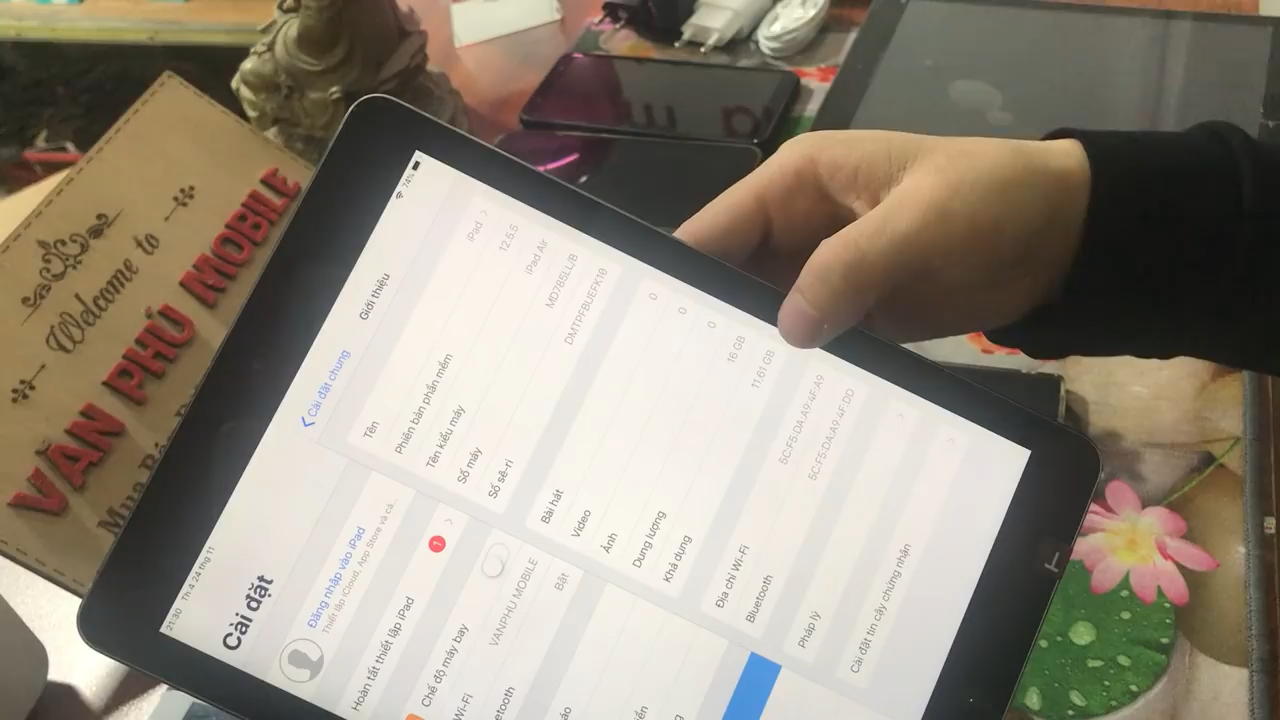 Welcome to
VĂN PHÚ MOBILE
21:30 Th 4 24 thg 11
74%
Cài đặt
Đăng nhập vào iPad
Thiết lập iCloud, App Store và cá...
Hoàn tất thiết lập iPad
1
Chế độ máy bay
Wi-Fi VANPHU MOBILE
etooth Bật
Cài đặt chung
Giới thiệu
Tên iPad
Phiên bản phần mềm 12.5.5
Tên kiểu máy iPad Air
Số máy MD785LL/B
Số sê-ri DMTPFBUEFK10
Bài hát 0
Video 0
Ảnh 0
Dung lượng 16 GB
Khả dụng 11,61 GB
Địa chỉ Wi-Fi 5C:F5:DA:A9:4F:A9
Bluetooth 5C:F5:DA:A9:4F:DD
Pháp lý
Cài đặt tin cậy chứng nhận